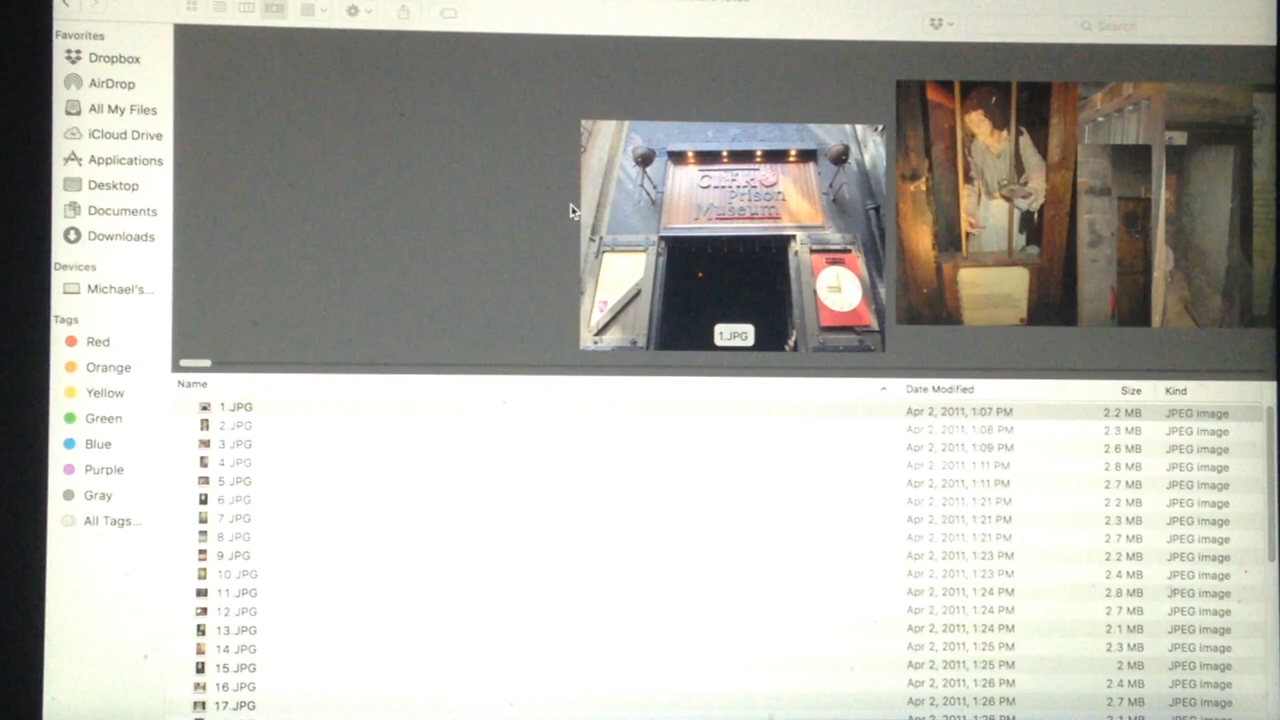 Search
Favorites
Dropbox
AirDrop
All My Files
iCloud Drive
Applications
Desktop
Documents
Downloads
Devices
Michael's...
Tags
Red
Orange
Yellow
Green
Blue
Purple
Gray
All Tags...
Clink
Prison
Museum
1.JPG
Name Date Modified Size Kind
1.JPG Apr 2, 2011, 1:07 PM 2.2 MB JPEG image
2.JPG Apr 2, 2011, 1:08 PM 2.3 MB JPEG image
3.JPG Apr 2, 2011, 1:09 PM 2.6 MB JPEG image
4.JPG Apr 2, 2011, 1:11 PM 2.8 MB JPEG image
5.JPG Apr 2, 2011, 1:11 PM 2.7 MB JPEG image
6.JPG Apr 2, 2011, 1:21 PM 2.2 MB JPEG image
7.JPG Apr 2, 2011, 1:21 PM 2.3 MB JPEG image
8.JPG Apr 2, 2011, 1:21 PM 2.7 MB JPEG image
9.JPG Apr 2, 2011, 1:23 PM 2.2 MB JPEG image
10.JPG Apr 2, 2011, 1:23 PM 2.4 MB JPEG image
11.JPG Apr 2, 2011, 1:24 PM 2.8 MB JPEG image
12.JPG Apr 2, 2011, 1:24 PM 2.7 MB JPEG image
13.JPG Apr 2, 2011, 1:24 PM 2.1 MB JPEG image
14.JPG Apr 2, 2011, 1:25 PM 2.3 MB JPEG image
15.JPG Apr 2, 2011, 1:25 PM 2 MB JPEG image
16.JPG Apr 2, 2011, 1:26 PM 2.4 MB JPEG image
17.JPG Apr 2, 2011, 1:26 PM 2.7 MB JPEG image